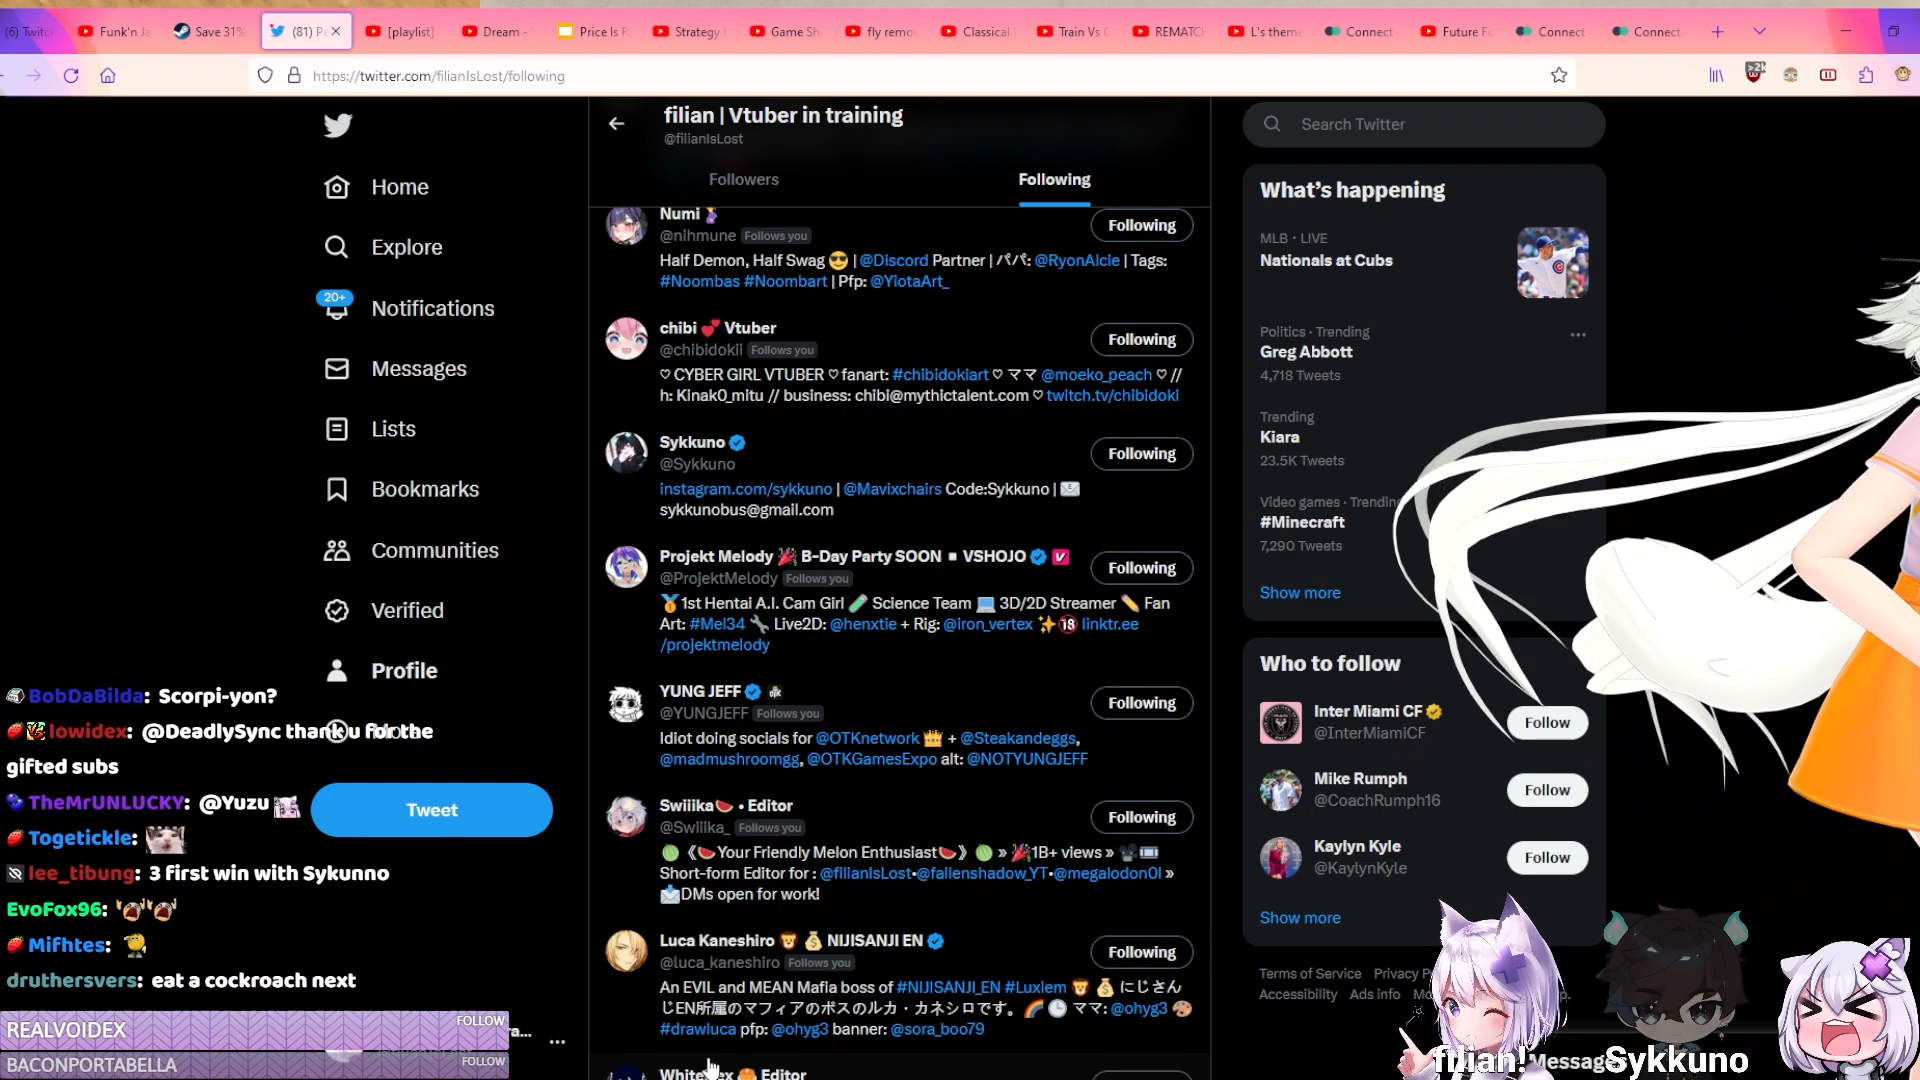 (6) Twitc
Funk'n Ja
Save 31%
(81) Pe
[playlist]
Dream -
Price Is R
Strategy
Game Sh
fly remo
Classical
Train Vs G
REMATC
L's them
Connect
Future F
Connect
Connect
https://twitter.com/filianIsLost/following
>2k
filian | Vtuber in training
@filianIsLost
Followers
Following
Search Twitter
Home
Explore
20+
Notifications
Messages
Lists
Bookmarks
Communities
Verified
Profile
Tweet
Numi
@nihmune Follows you
Following
Half Demon, Half Swag 😎 | @Discord Partner | パパ: @RyonAlcie | Tags:
#Noombas #Noombart | Pfp: @YlotaArt_
chibi 💕 Vtuber
@chibidokii Follows you
Following
♡ CYBER GIRL VTUBER ♡ fanart: #chibidokiart ♡ ママ @moeko_peach ♡ //
h: Kinak0_mitu // business: chibi@mythictalent.com ♡ twitch.tv/chibidoki
Sykkuno
@Sykkuno
Following
instagram.com/sykkuno | @Mavixchairs Code:Sykkuno | 📧
sykkunobus@gmail.com
Projekt Melody 🎉 B-Day Party SOON ▪ VSHOJO
@ProjektMelody Follows you
Following
🥇1st Hentai A.I. Cam Girl 🧪 Science Team 💻 3D/2D Streamer ✏️ Fan
Art: #Mel34 🔧 Live2D: @henxtie + Rig: @iron_vertex ✨🔞 linktr.ee
/projektmelody
YUNG JEFF
@YUNGJEFF Follows you
Following
Idiot doing socials for @OTKnetwork 👑 + @Steakandeggs,
@madmushroomgg, @OTKGamesExpo alt: @NOTYUNGJEFF
Swiiika🍉 • Editor
@Swiiika_ Follows you
Following
🍈 《🍉Your Friendly Melon Enthusiast🍉》 🍈 » 🎉1B+ views » 📽️🎟️
Short-form Editor for : @filianIsLost•@fallenshadow_YT•@megalodon0l »
📩DMs open for work!
Luca Kaneshiro 🦁 💰 NIJISANJI EN
@luca_kaneshiro Follows you
Following
An EVIL and MEAN Mafia boss of #NIJISANJI_EN #Luxiem 🦁 💰 にじさん
じEN所属のマフィアのボスのルカ・カネシロです。🌈 🕒 ママ: @ohyg3 🎨
#drawluca pfp: @ohyg3 banner: @sora_boo79
Editor
What's happening
MLB · LIVE
Nationals at Cubs
Politics · Trending
Greg Abbott
4,718 Tweets
Trending
Kiara
23.5K Tweets
Video games · Trending
#Minecraft
7,290 Tweets
Show more
Who to follow
Inter Miami CF
@InterMiamiCF
Follow
Mike Rumph
@CoachRumph16
Follow
Kaylyn Kyle
@KaylynKyle
Follow
Show more
Terms of Service Privacy P
Accessibility Ads info
BobDaBilda: Scorpi-yon?
lowidex: @DeadlySync thank u for the
gifted subs
TheMrUNLUCKY: @Yuzu
Togetickle:
lee_tibung: 3 first win with Sykunno
EvoFox96:
Mifhtes:
druthersvers: eat a cockroach next
REALVOIDEX FOLLOW
BACONPORTABELLA FOLLOW
filian!
Messages
Sykkuno